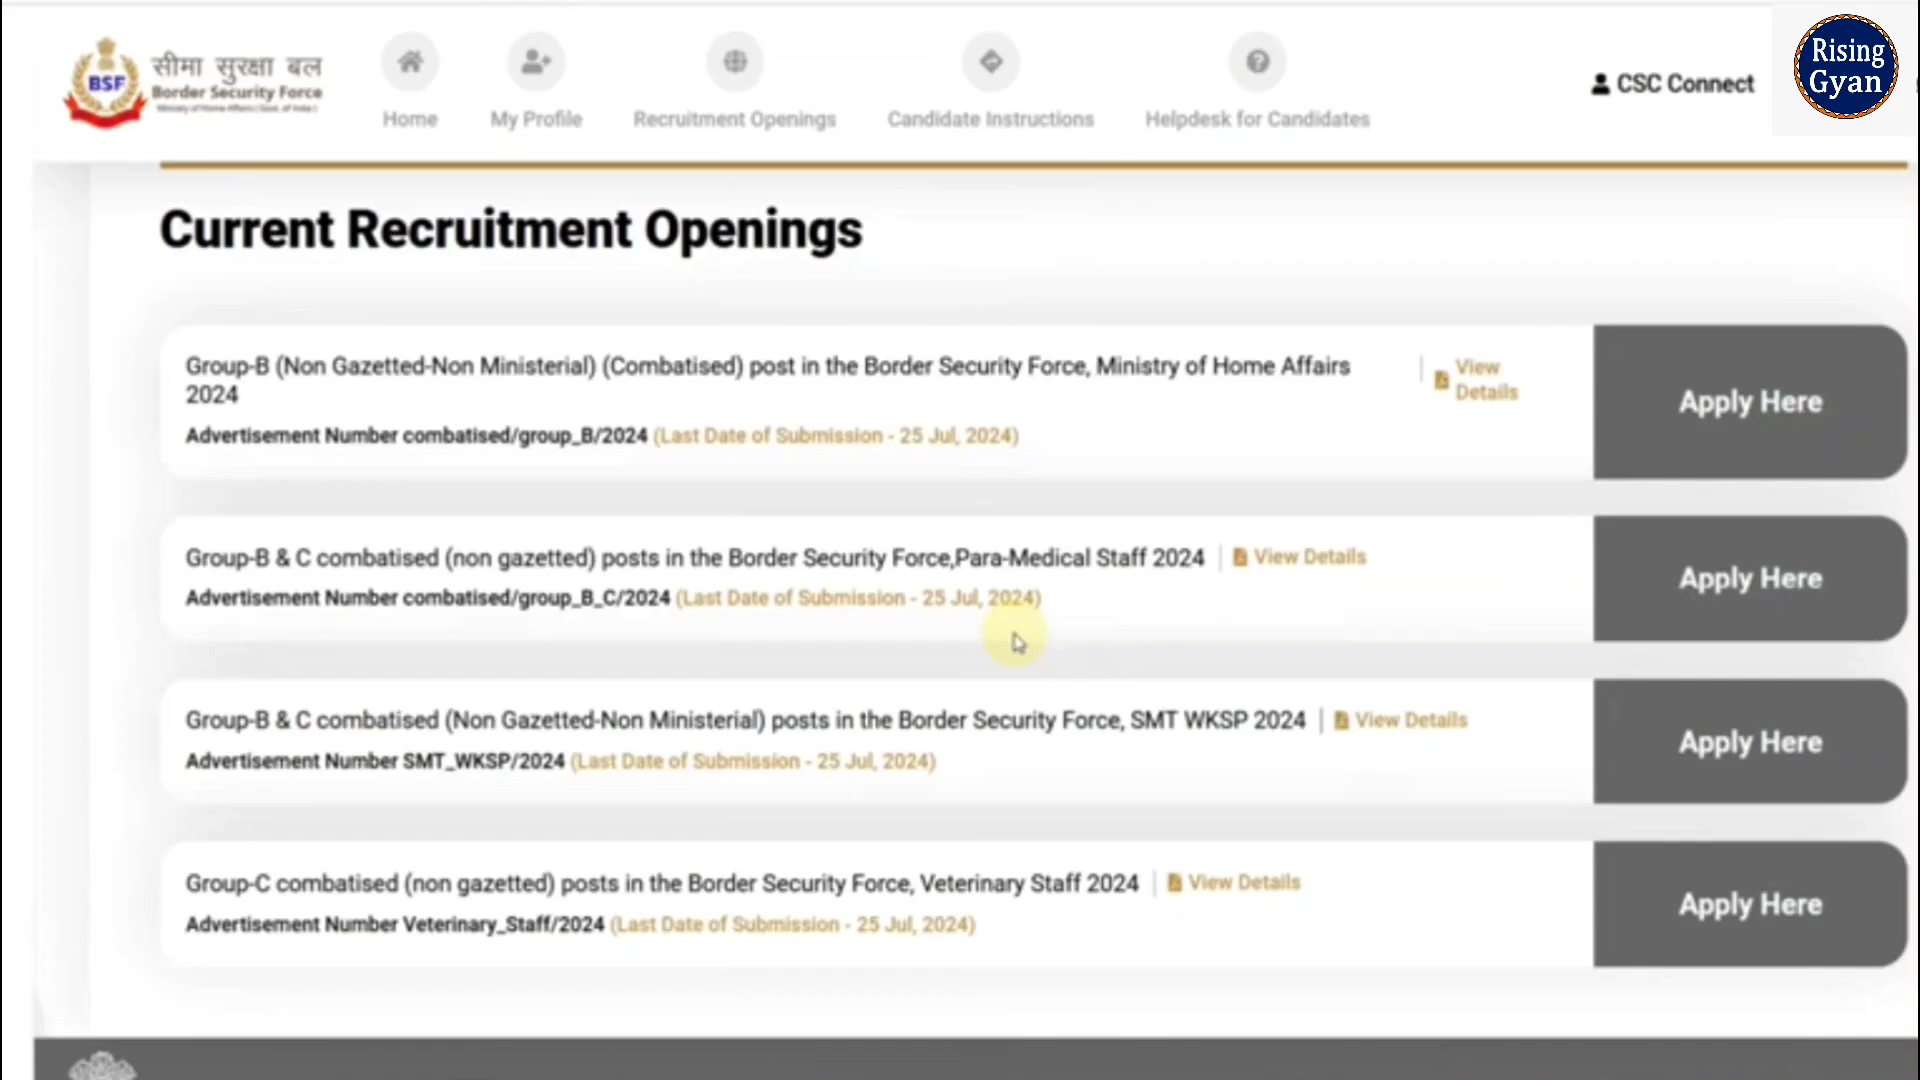 BSF
सीमा सुरक्षा बल
Border Security Force
Ministry of Home Affairs ( Govt. of India )
Home
My Profile
Recruitment Openings
Candidate Instructions
Helpdesk for Candidates
CSC Connect
Rising
Gyan
Current Recruitment Openings
Group-B (Non Gazetted-Non Ministerial) (Combatised) post in the Border Security Force, Ministry of Home Affairs
2024
View
Details
Advertisement Number combatised/group_B/2024 (Last Date of Submission - 25 Jul, 2024)
Apply Here
Group-B & C combatised (non gazetted) posts in the Border Security Force,Para-Medical Staff 2024 | View Details
Advertisement Number combatised/group_B_C/2024 (Last Date of Submission - 25 Jul, 2024)
Apply Here
Group-B & C combatised (Non Gazetted-Non Ministerial) posts in the Border Security Force, SMT WKSP 2024 | View Details
Advertisement Number SMT_WKSP/2024 (Last Date of Submission - 25 Jul, 2024)
Apply Here
Group-C combatised (non gazetted) posts in the Border Security Force, Veterinary Staff 2024 | View Details
Advertisement Number Veterinary_Staff/2024 (Last Date of Submission - 25 Jul, 2024)
Apply Here